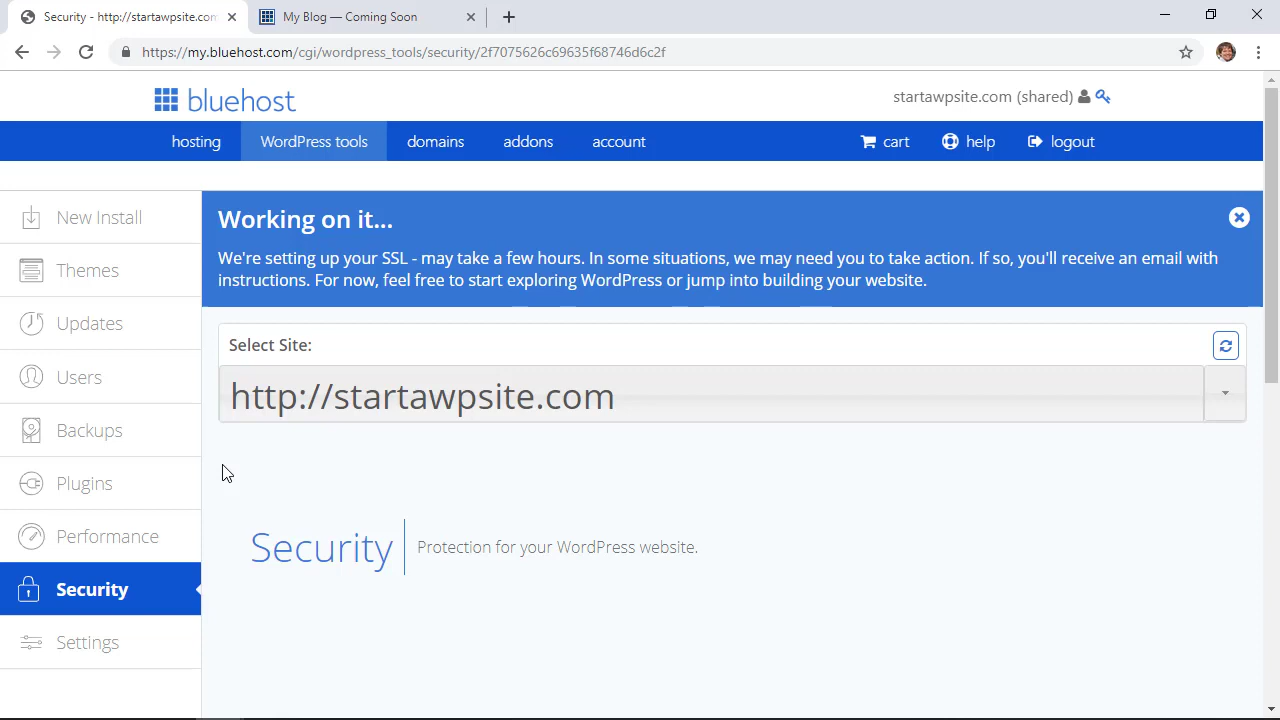 Security - http://startawpsite.com
My Blog — Coming Soon
https://my.bluehost.com/cgi/wordpress_tools/security/2f7075626c69635f68746d6c2f
bluehost
startawpsite.com (shared)
hosting
WordPress tools
domains
addons
account
cart
help
logout
New Install
Themes
Updates
Users
Backups
Plugins
Performance
Security
Settings
Working on it...
We're setting up your SSL - may take a few hours. In some situations, we may need you to take action. If so, you'll receive an email with
instructions. For now, feel free to start exploring WordPress or jump into building your website.
Select Site:
http://startawpsite.com
Security
Protection for your WordPress website.